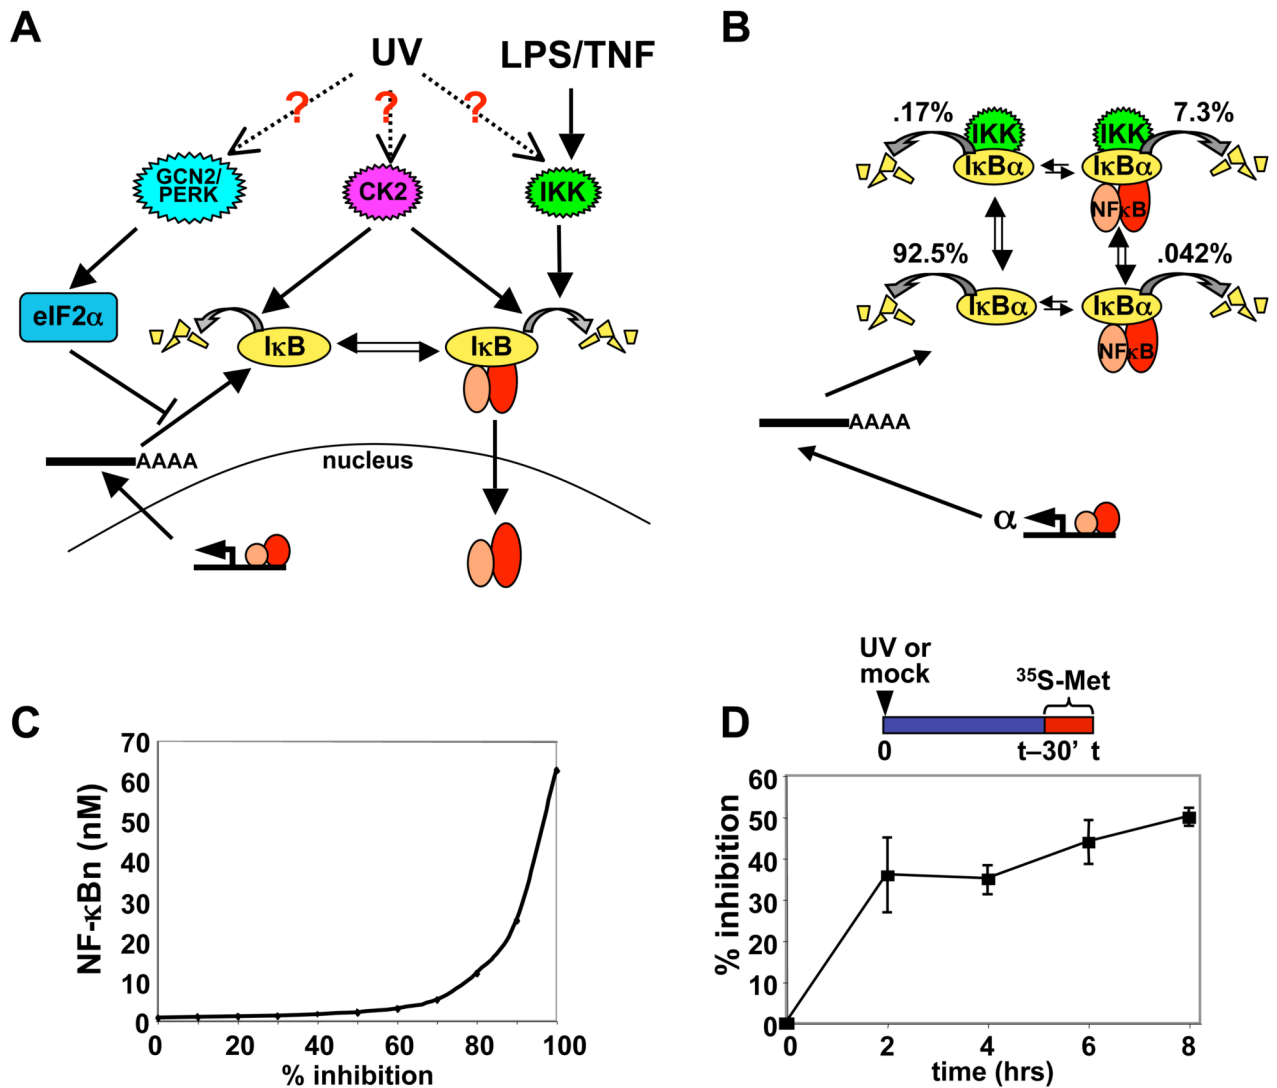 A
UV
LPS/TNF
?
?
?
GCN2/
PERK
CK2
IKK
eIF2α
IκB
IκB
AAAA
nucleus
B
.17%
7.3%
IKK
IKK
IκBα
IκBα
NFκB
92.5%
.042%
IκBα
IκBα
NFκB
AAAA
α
C
70
60
50
40
30
20
10
0
NF-κBn (nM)
0
20
40
60
80
100
% inhibition
D
UV or
mock
35S-Met
0
t–30’
t
60
50
40
30
20
10
0
% inhibition
0
2
4
6
8
time (hrs)